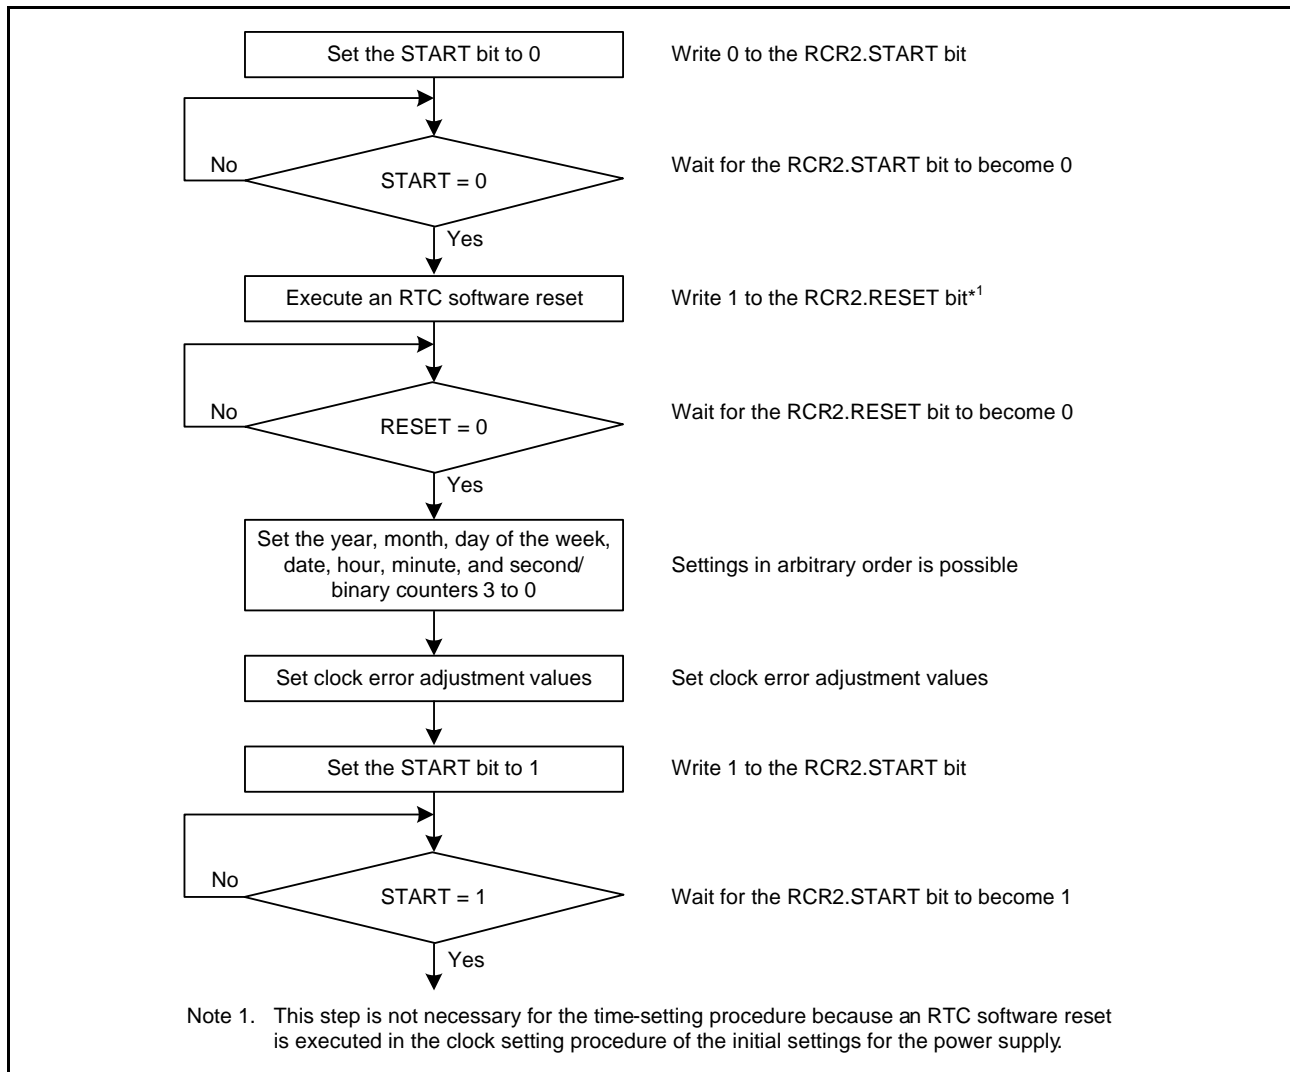 Set the START bit to 0
Write 0 to the RCR2.START bit
No
START = 0
Wait for the RCR2.START bit to become 0
Yes
Execute an RTC software reset
Write 1 to the RCR2.RESET bit*1
No
RESET = 0
Wait for the RCR2.RESET bit to become 0
Yes
Set the year, month, day of the week,
date, hour, minute, and second/
binary counters 3 to 0
Settings in arbitrary order is possible
Set clock error adjustment values
Set clock error adjustment values
Set the START bit to 1
Write 1 to the RCR2.START bit
No
START = 1
Wait for the RCR2.START bit to become 1
Yes
Note 1. This step is not necessary for the time-setting procedure because an RTC software reset
is executed in the clock setting procedure of the initial settings for the power supply.